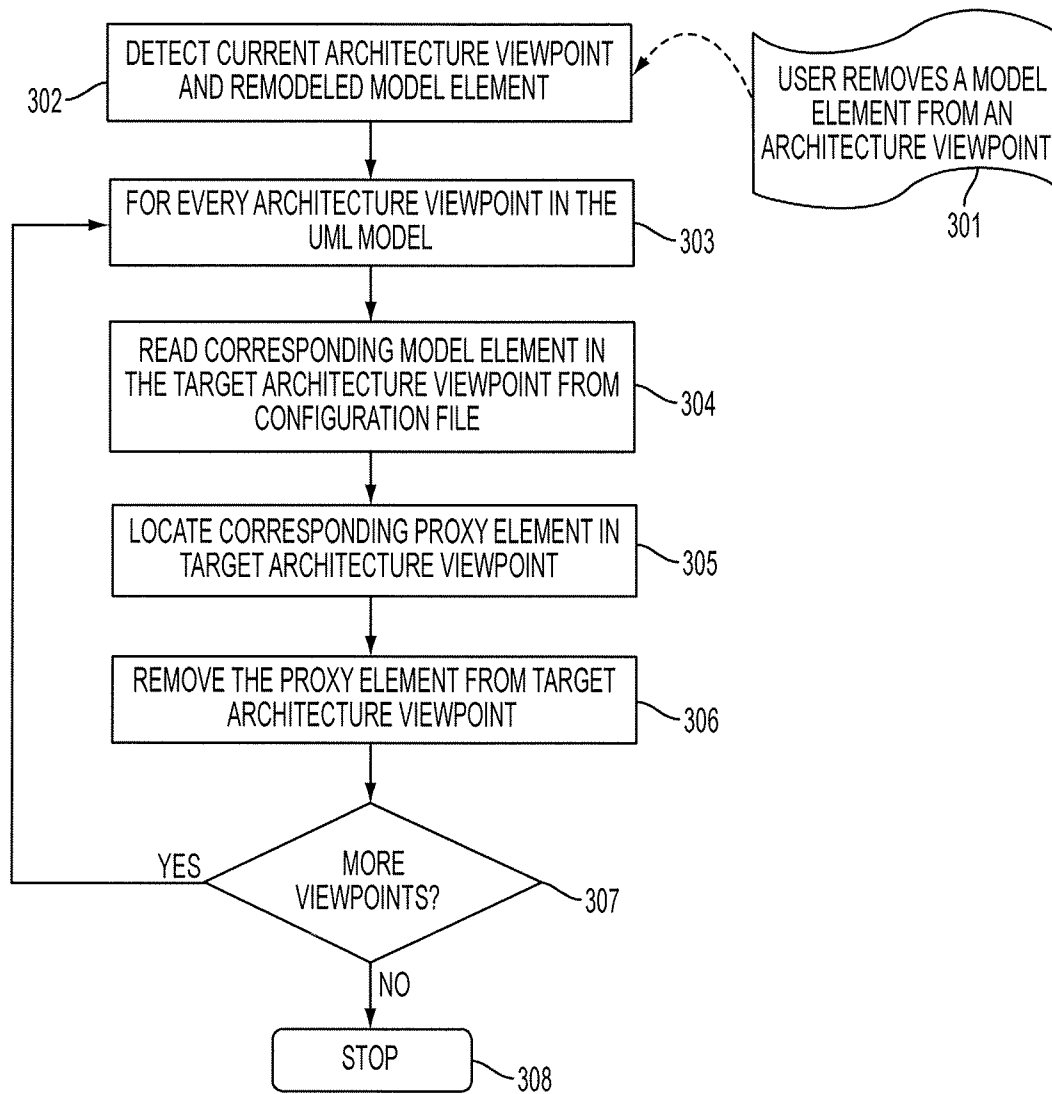 DETECT CURRENT ARCHITECTURE VIEWPOINT
AND REMODELED MODEL ELEMENT
302
USER REMOVES A MODEL
ELEMENT FROM AN
ARCHITECTURE VIEWPOINT
301
FOR EVERY ARCHITECTURE VIEWPOINT IN THE
UML MODEL
303
READ CORRESPONDING MODEL ELEMENT IN
THE TARGET ARCHITECTURE VIEWPOINT FROM
CONFIGURATION FILE
304
LOCATE CORRESPONDING PROXY ELEMENT IN
TARGET ARCHITECTURE VIEWPOINT
305
REMOVE THE PROXY ELEMENT FROM TARGET
ARCHITECTURE VIEWPOINT
306
YES
MORE
VIEWPOINTS?
307
NO
STOP
308